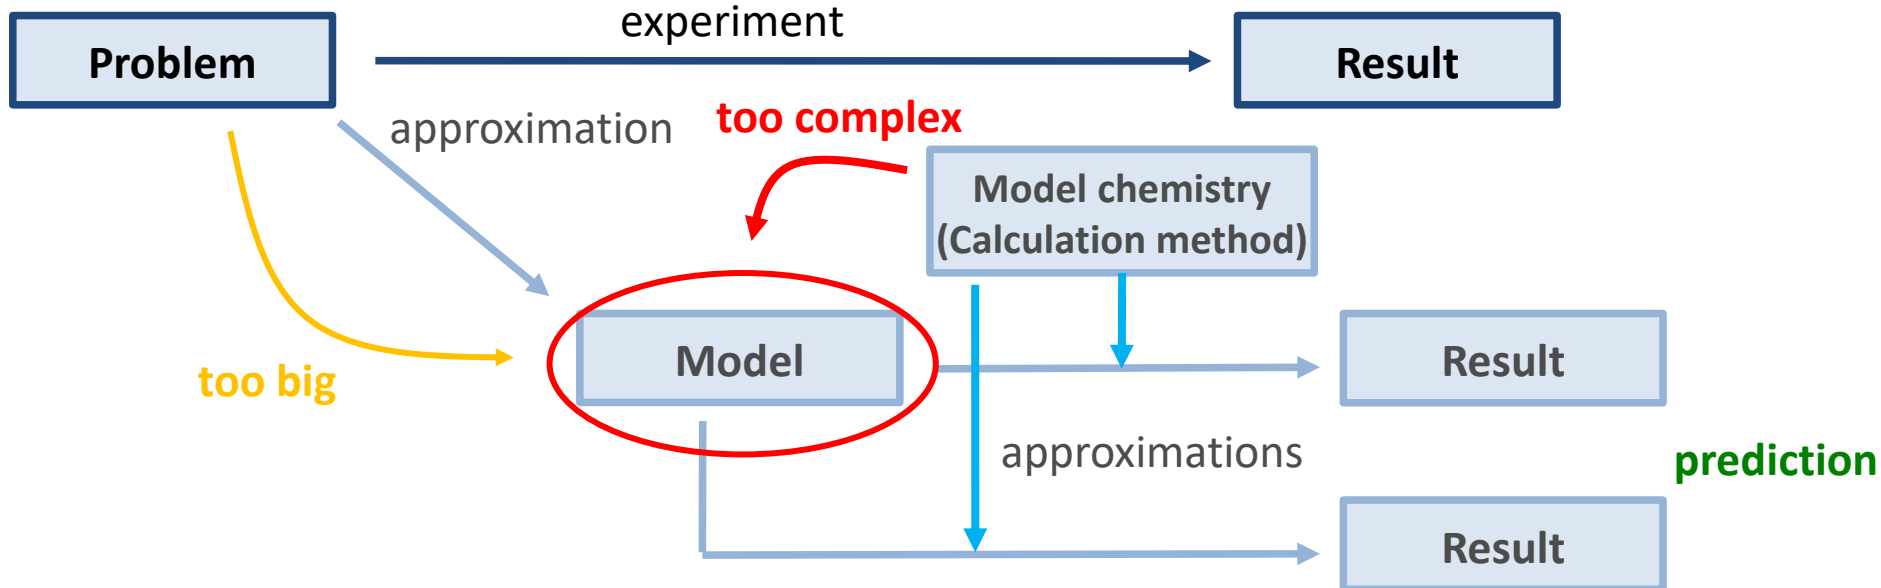 experiment
Problem
Result
approximation
too complex
Model chemistry
(Calculation method)
Model
Result
too big
approximations
prediction
Result